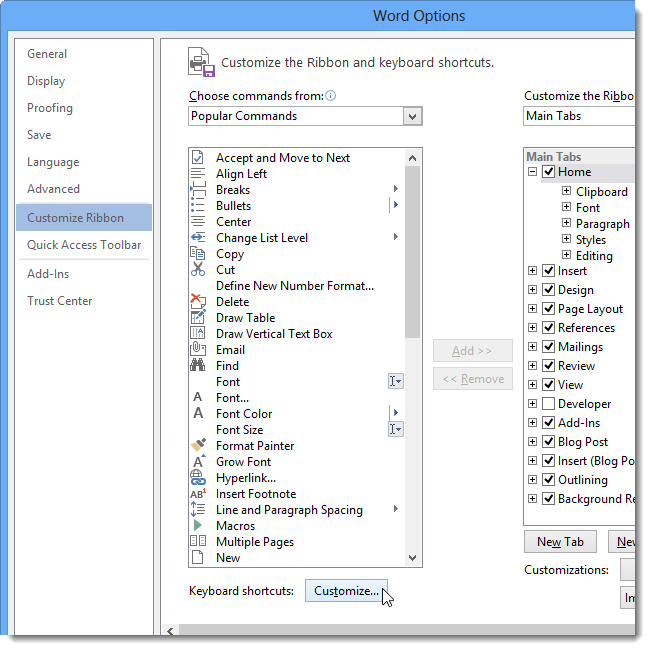 Word Options
General
Display
Proofing
Save
Language
Advanced
Customize Ribbon
Quick Access Toolbar
Add-Ins
Trust Center
Customize the Ribbon and keyboard shortcuts.
Choose commands from:
Popular Commands
Accept and Move to Next
Align Left
Breaks
Bullets
Center
Change List Level
Copy
Cut
Define New Number Format...
Delete
Draw Table
Draw Vertical Text Box
Email
Find
Font
Font...
Font Color
Font Size
Format Painter
Grow Font
Hyperlink...
Insert Footnote
Line and Paragraph Spacing
Macros
Multiple Pages
New
Keyboard shortcuts: Customize...
Add >>
<< Remove
Customize the Ribbo
Main Tabs
Main Tabs
Home
Clipboard
Font
Paragraph
Styles
Editing
Insert
Design
Page Layout
References
Mailings
Review
View
Developer
Add-Ins
Blog Post
Insert (Blog Po
Outlining
Background Re
New Tab Ne
Customizations:
Im